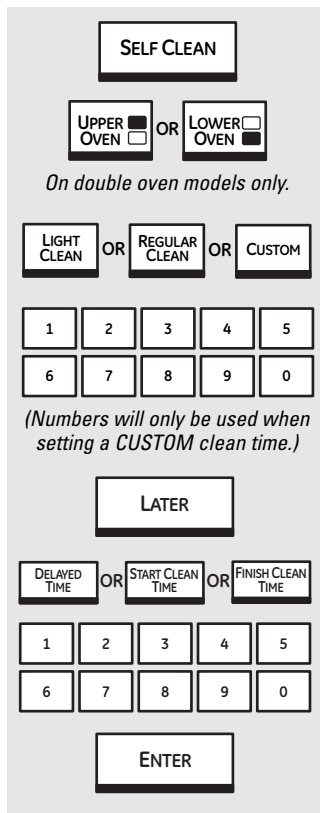 SELF CLEAN
UPPER OVEN OR LOWER OVEN
On double oven models only.
LIGHT CLEAN OR REGULAR CLEAN OR CUSTOM
1 2 3 4 5
6 7 8 9 0
(Numbers will only be used when
setting a CUSTOM clean time.)
LATER
DELAYED TIME OR START CLEAN TIME OR FINISH CLEAN TIME
1 2 3 4 5
6 7 8 9 0
ENTER